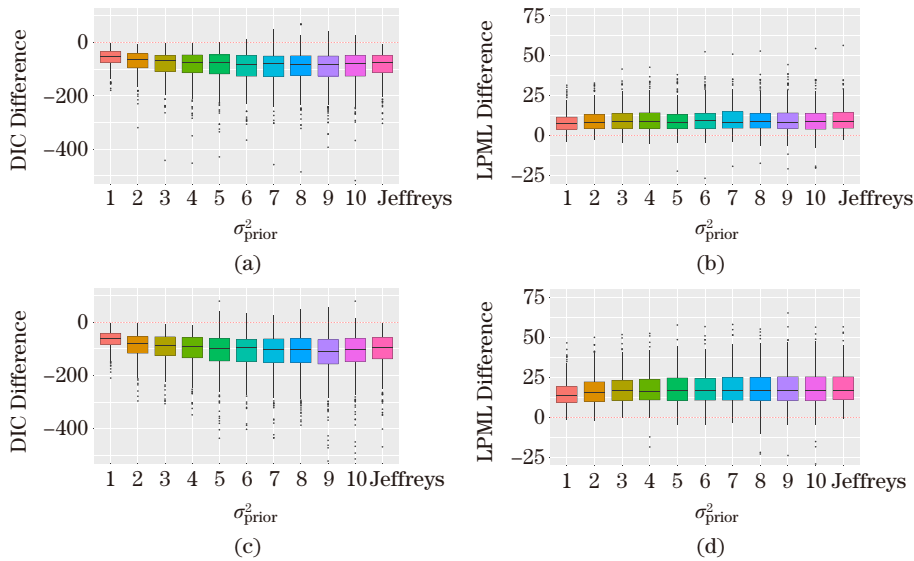 DIC Difference
0
−200
−400
1 2 3 4 5 6 7 8 9 10 Jeffreys
σ²prior
(a)
LPML Difference
75
50
25
0
−25
1 2 3 4 5 6 7 8 9 10 Jeffreys
σ²prior
(b)
DIC Difference
0
−200
−400
1 2 3 4 5 6 7 8 9 10 Jeffreys
σ²prior
(c)
LPML Difference
75
50
25
0
−25
1 2 3 4 5 6 7 8 9 10 Jeffreys
σ²prior
(d)